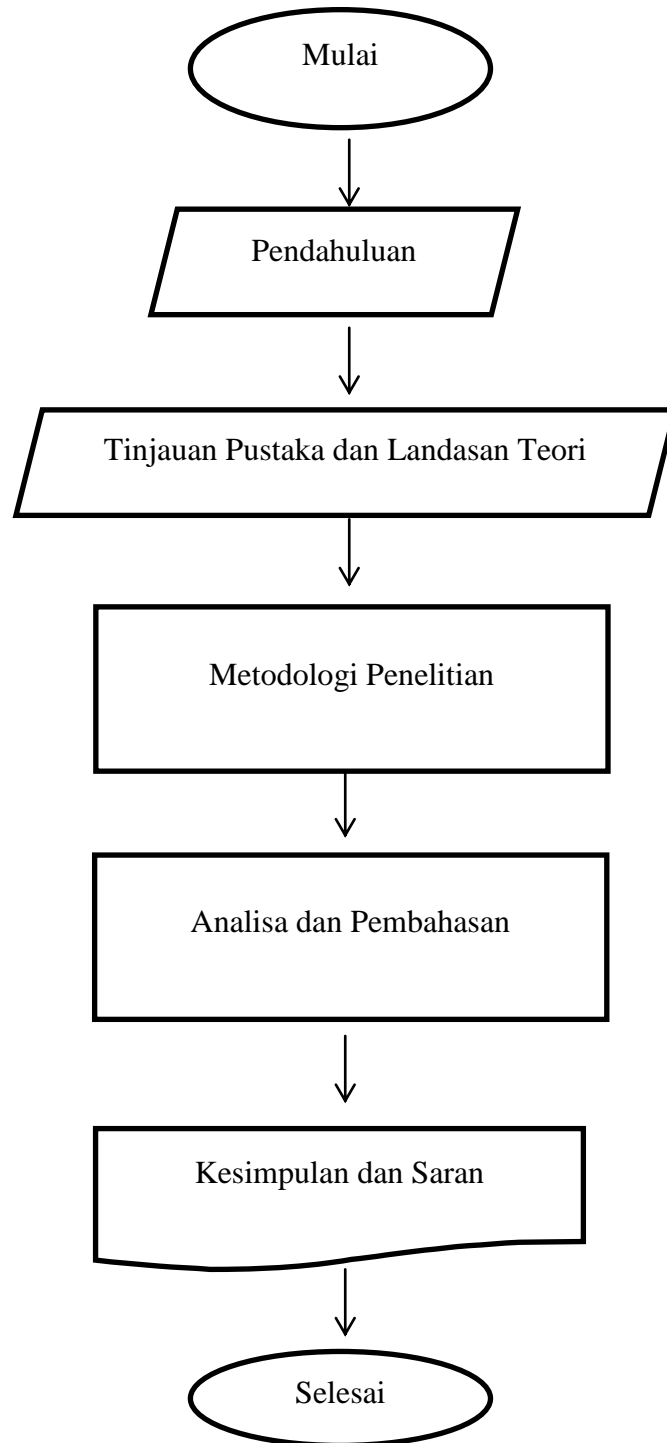 Mulai
Pendahuluan
Tinjauan Pustaka dan Landasan Teori
Metodologi Penelitian
Analisa dan Pembahasan
Kesimpulan dan Saran
Selesai